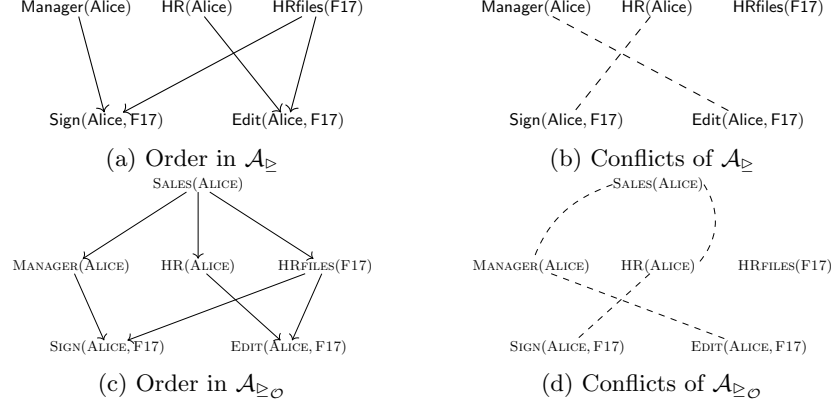 Manager(Alice) HR(Alice) HRfiles(F17) Manager(Alice) HR(Alice) HRfiles(F17)
Sign(Alice, F17) Edit(Alice, F17) Sign(Alice, F17) Edit(Alice, F17)
(a) Order in 𝒜⊵ (b) Conflicts of 𝒜⊵
SALES(ALICE) SALES(ALICE)
MANAGER(ALICE) HR(ALICE) HRFILES(F17) MANAGER(ALICE) HR(ALICE) HRFILES(F17)
SIGN(ALICE, F17) EDIT(ALICE, F17) SIGN(ALICE, F17) EDIT(ALICE, F17)
(c) Order in 𝒜⊵𝒪 (d) Conflicts of 𝒜⊵𝒪